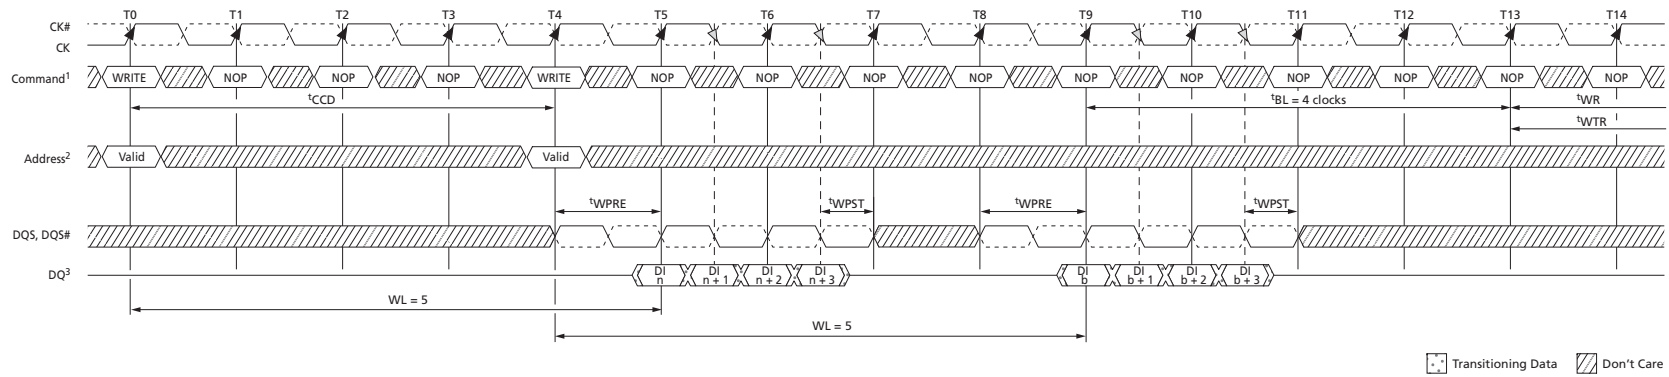 T0 T1 T2 T3 T4 T5 T6 T7 T8 T9 T10 T11 T12 T13 T14
CK#
CK
Command1 WRITE NOP NOP NOP WRITE NOP NOP NOP NOP NOP NOP NOP NOP NOP NOP
tCCD tBL = 4 clocks tWR
tWTR
Address2 Valid Valid
tWPRE tWPST tWPRE tWPST
DQS, DQS#
DQ3 DI n DI n + 1 DI n + 2 DI n + 3 DI b DI b + 1 DI b + 2 DI b + 3
WL = 5
WL = 5
Transitioning Data Don't Care